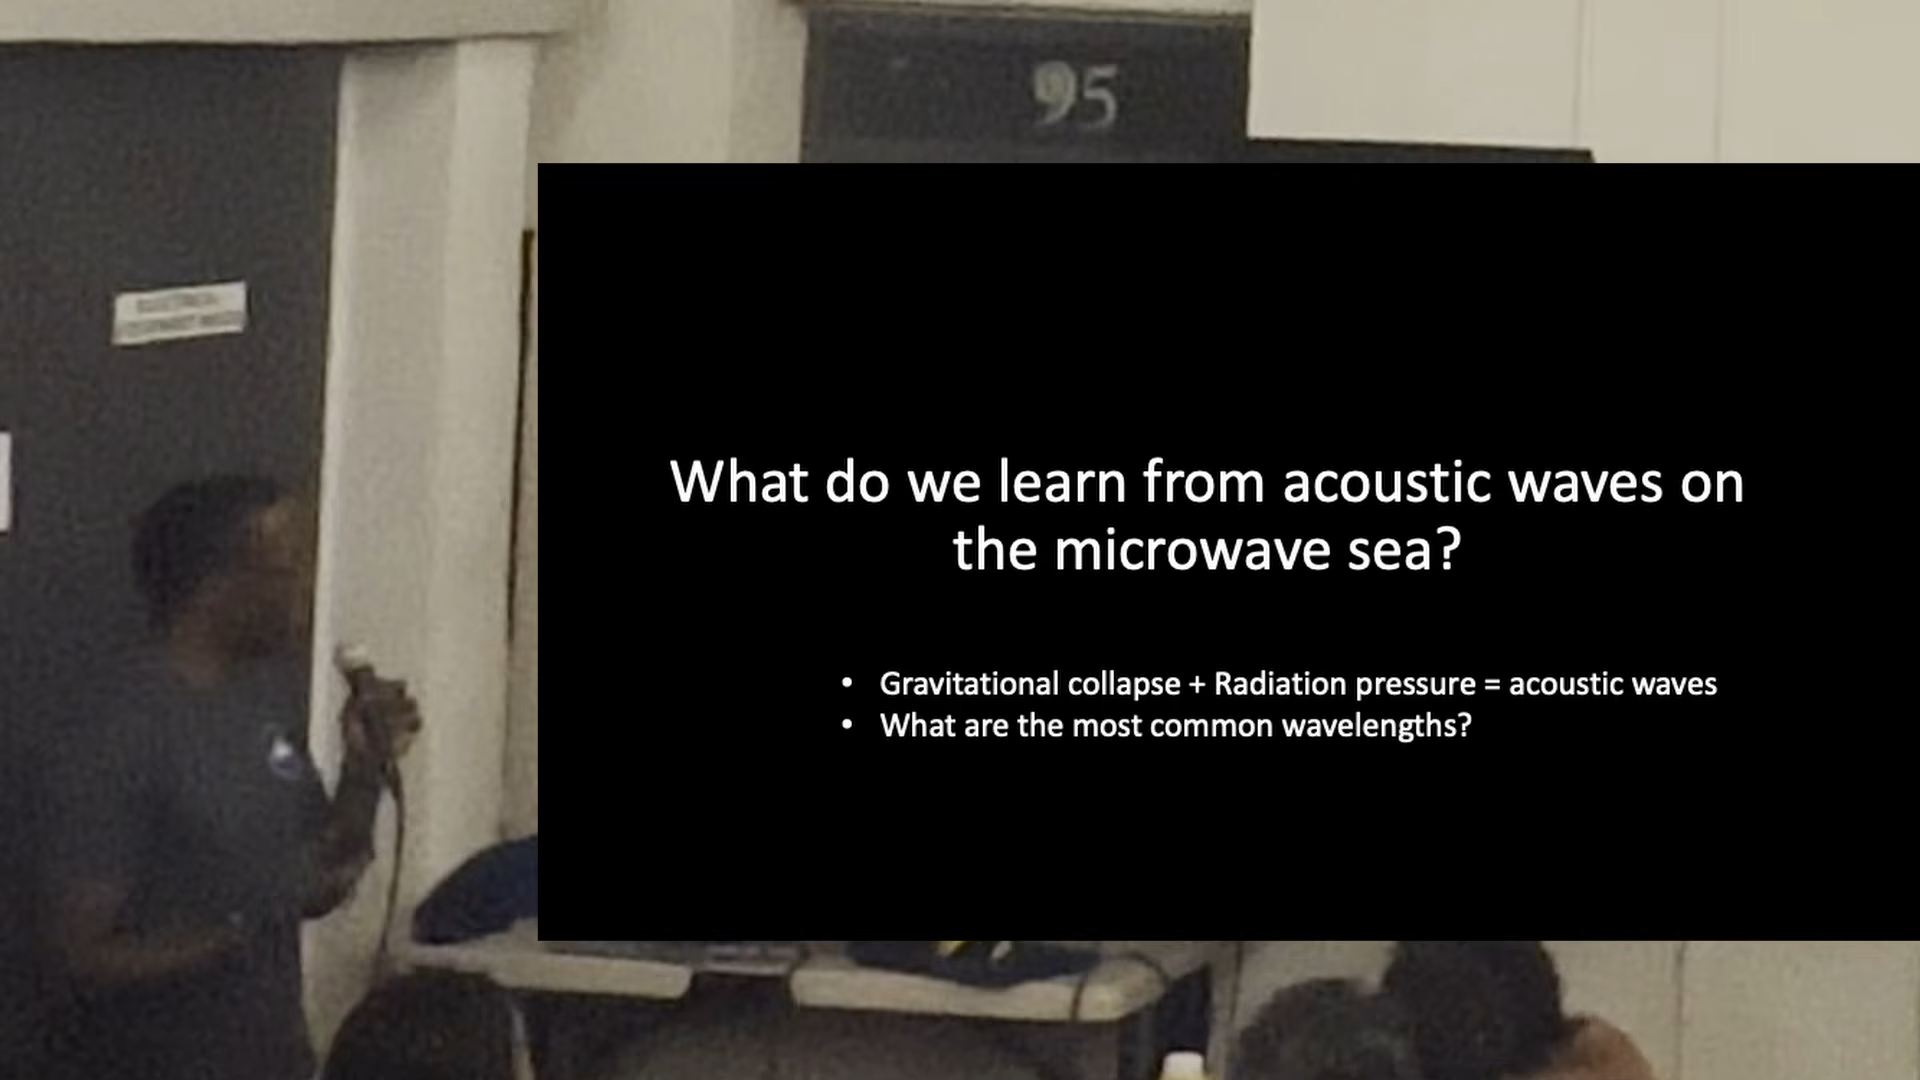 95
What do we learn from acoustic waves on
the microwave sea?
• Gravitational collapse + Radiation pressure = acoustic waves
• What are the most common wavelengths?